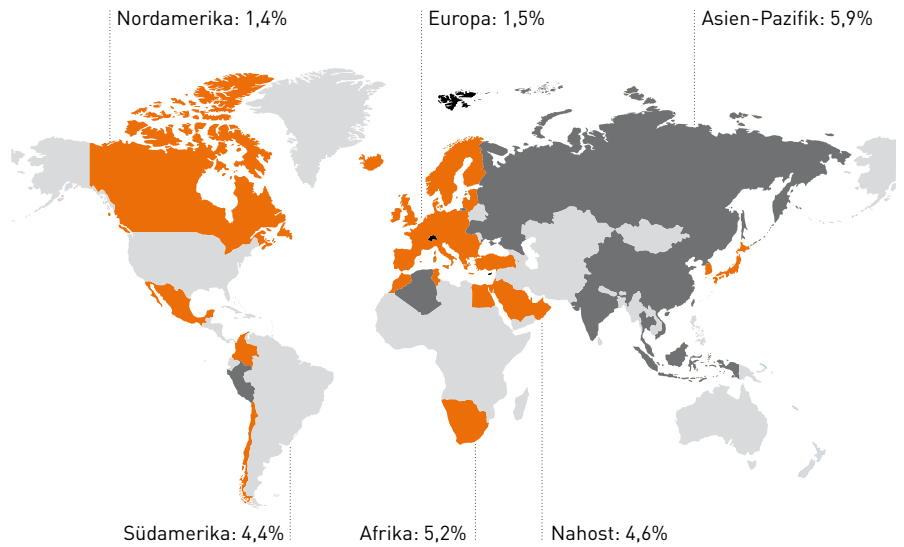 Nordamerika: 1,4%
Europa: 1,5%
Asien-Pazifik: 5,9%
Südamerika: 4,4%
Afrika: 5,2%
Nahost: 4,6%